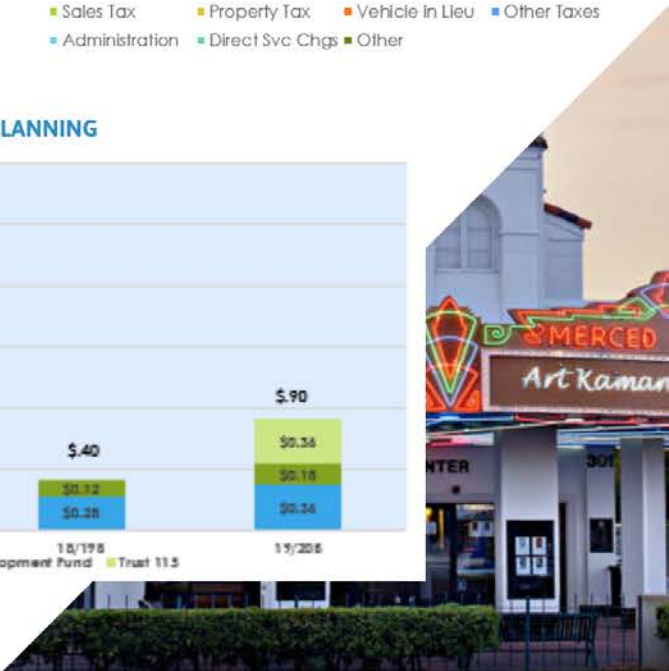 Sales Tax Property Tax Vehicle in Lieu Other Taxes
Administration Direct Svc Chgs Other
LANNING
$.90
$.40
$0.36
$0.18
$0.12
$0.36
$0.28
18/19B
19/20B
opment Fund Trust 115
MERCED
Art Kaman
NTER
301